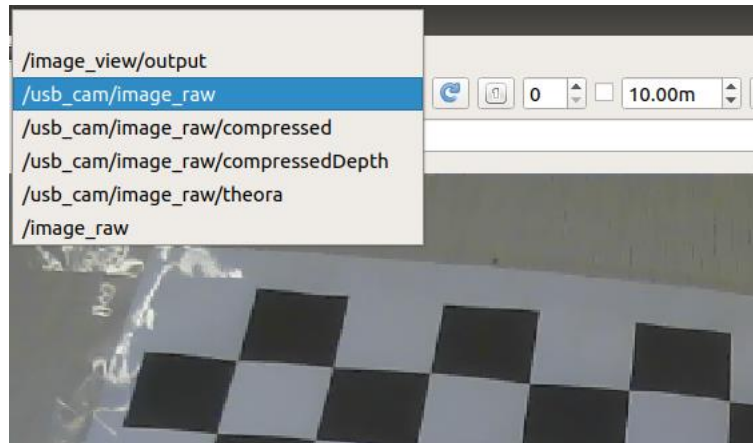 /image_view/output
/usb_cam/image_raw
0
10.00m
/usb_cam/image_raw/compressed
/usb_cam/image_raw/compressedDepth
/usb_cam/image_raw/theora
/image_raw